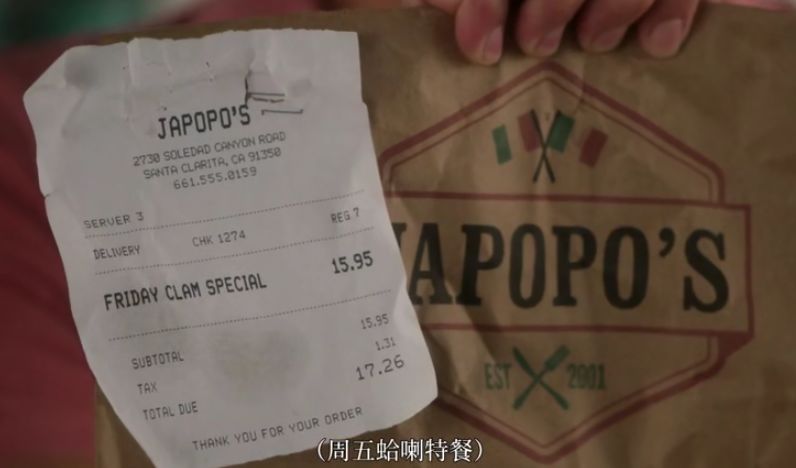 JAPOPO'S
2730 SOLEDAD CANYON ROAD
SANTA CLARITA, CA 91350
661.555.0159
SERVER 3 REG 7
DELIVERY CHK 1274
FRIDAY CLAM SPECIAL 15.95
SUBTOTAL 15.95
TAX 1.31
TOTAL DUE 17.26
THANK YOU FOR YOUR ORDER
JAPOPO'S
EST 2001
(周五蛤喇特餐)